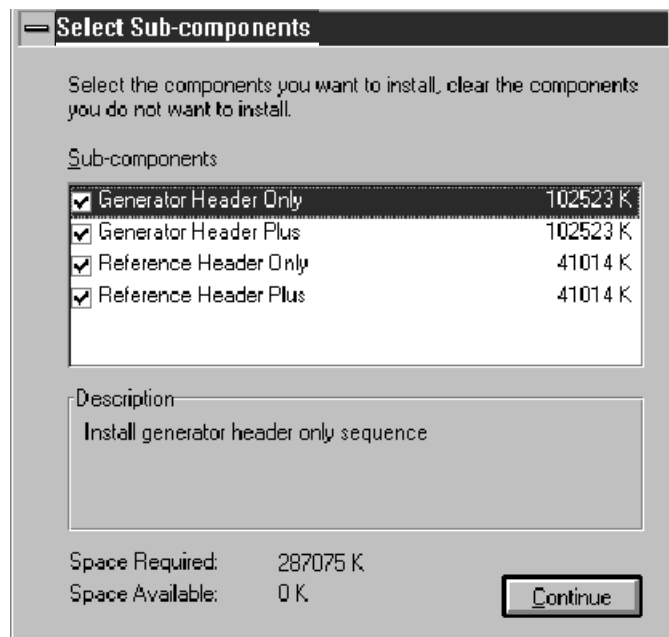 Select Sub-components
Select the components you want to install, clear the components
you do not want to install.
Sub-components
Generator Header Only 102523 K
Generator Header Plus 102523 K
Reference Header Only 41014 K
Reference Header Plus 41014 K
Description
Install generator header only sequence
Space Required: 287075 K
Space Available: 0 K
Continue